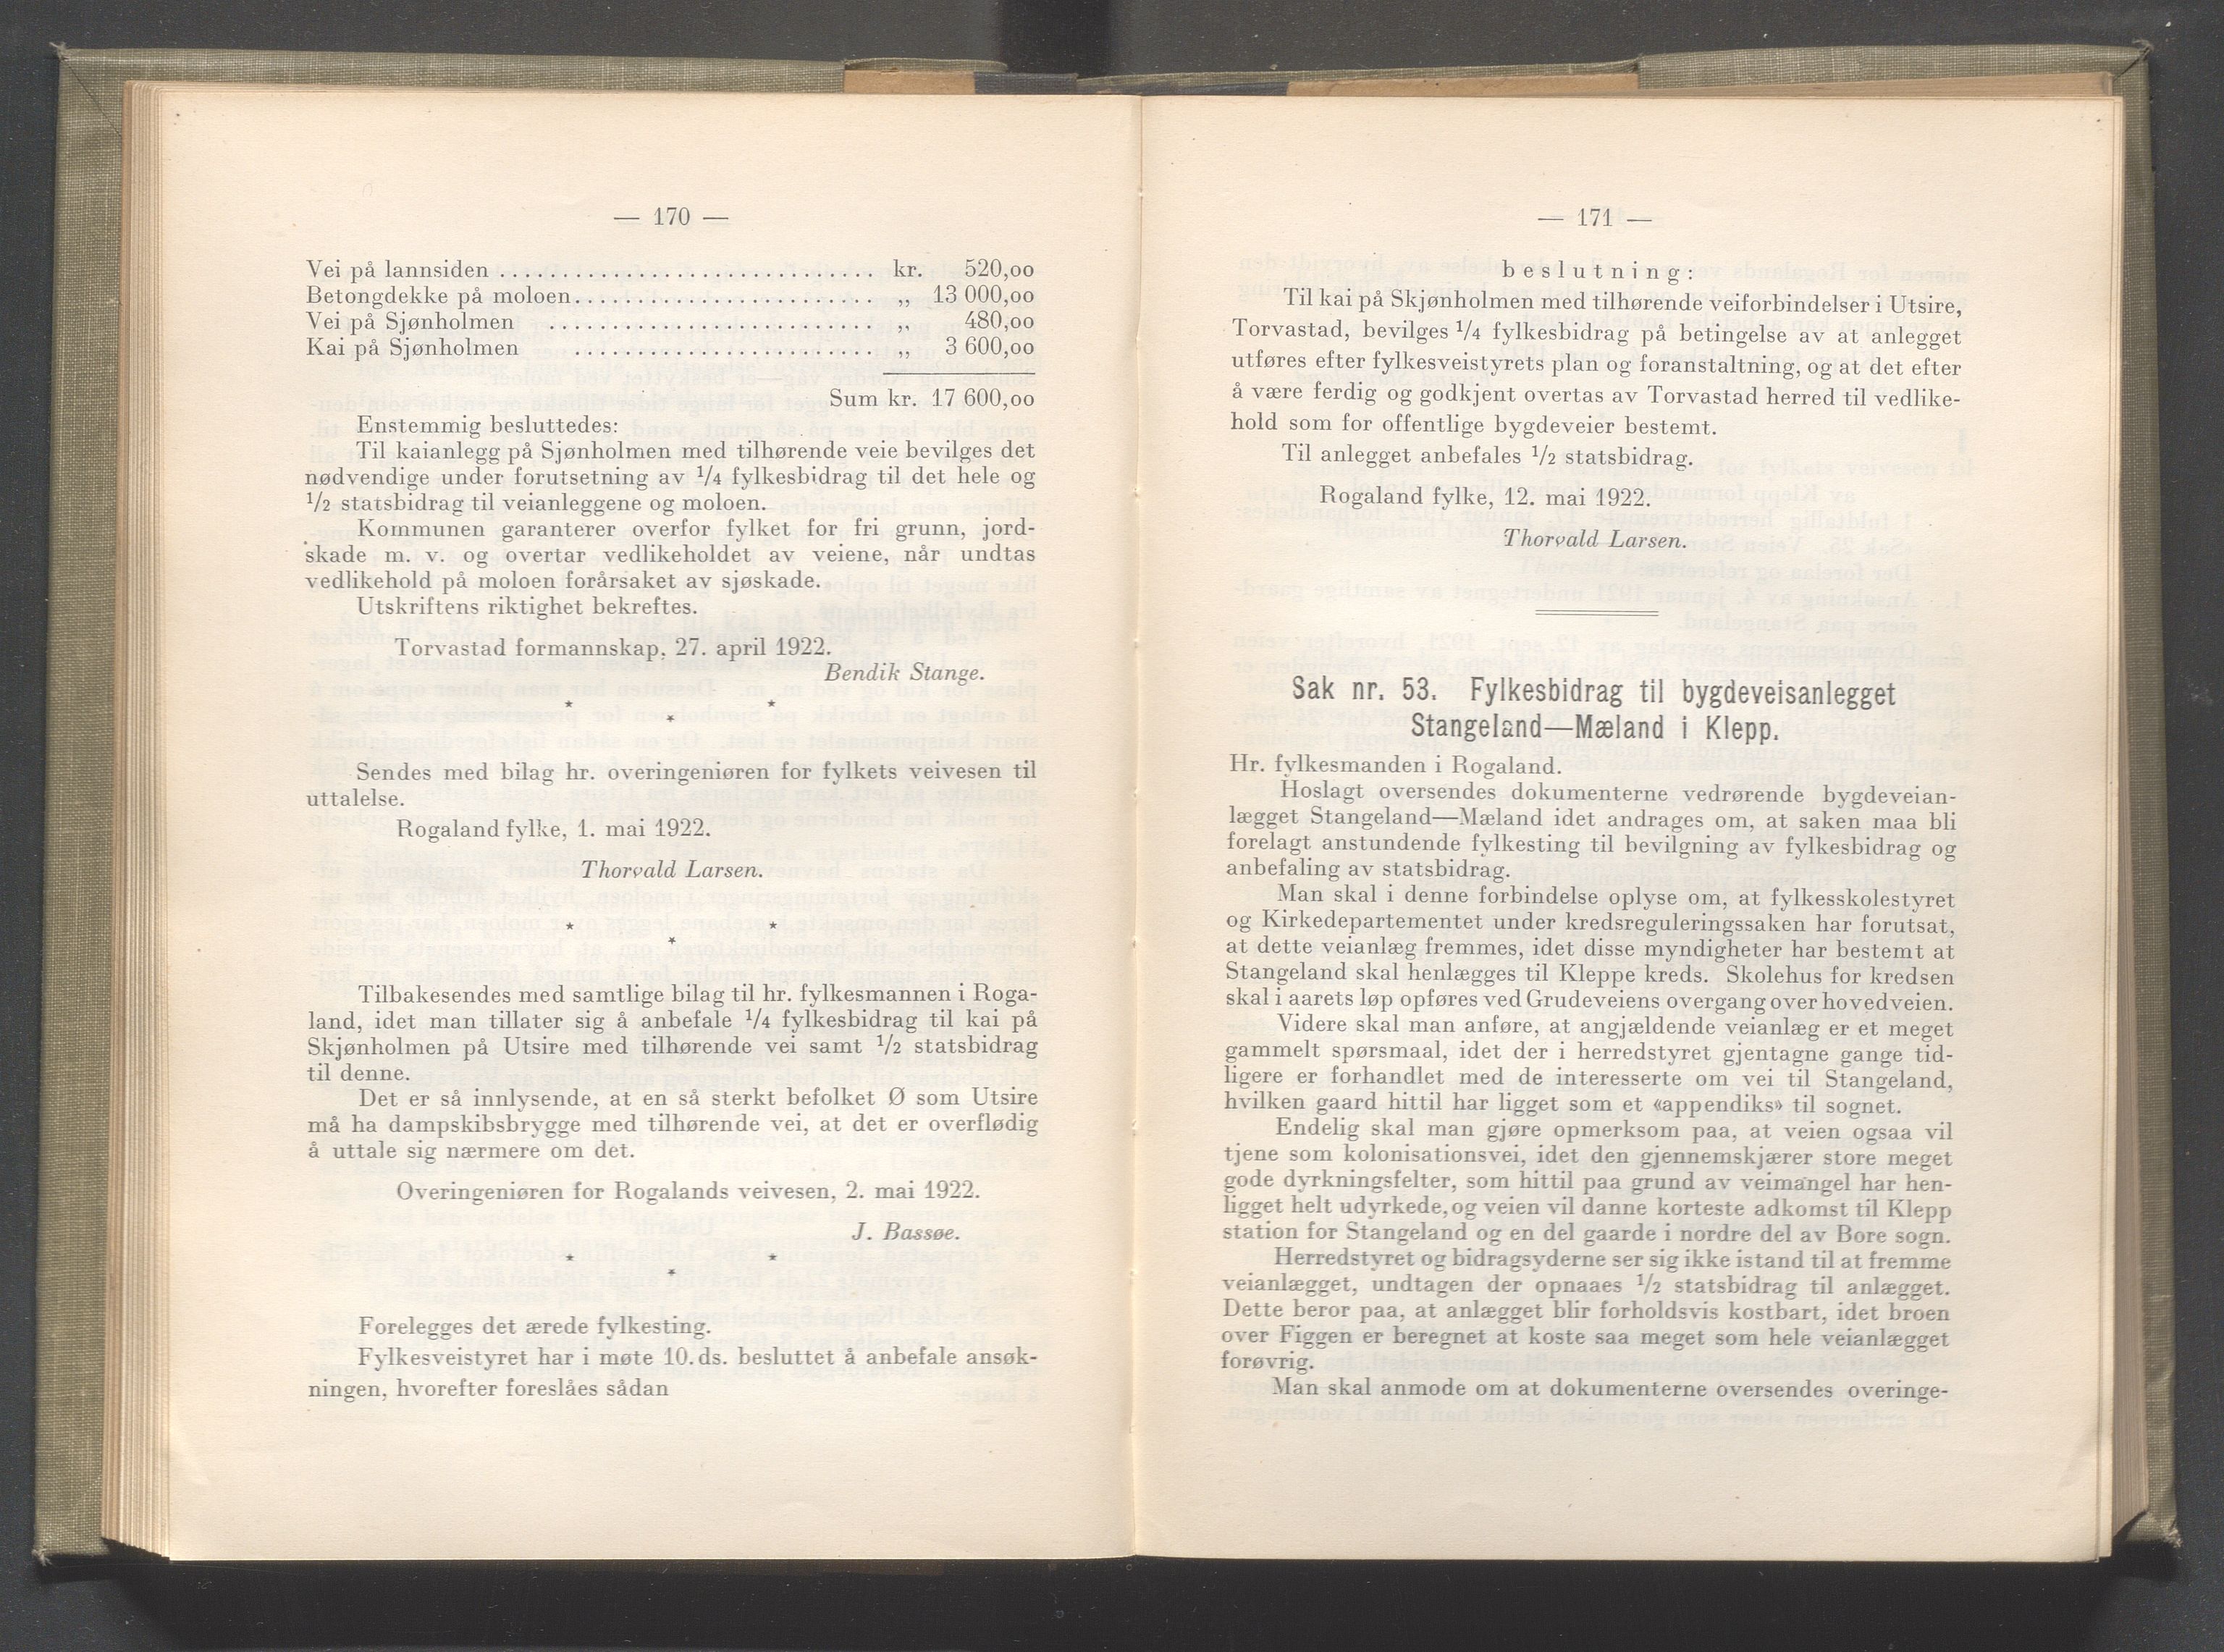 — 170 —
Vei på lannsiden . . . . . . . . . . . . . . . . . . . . . . . . . . . . . . kr. 520,00
Betongdekke på moloen. . . . . . . . . . . . . . . . . . . . . . . . „ 13 000,00
Vei på Sjønholmen . . . . . . . . . . . . . . . . . . . . . . . . . . „ 480,00
Kai på Sjønholmen . . . . . . . . . . . . . . . . . . . . . . . . „ 3 600,00
Sum kr. 17 600,00
Enstemmig besluttedes:
Til kaianlegg på Sjønholmen med tilhørende veie bevilges det
nødvendige under forutsetning av 1/4 fylkesbidrag til det hele og
1/2 statsbidrag til veianleggene og moloen.
Kommunen garanterer overfor fylket for fri grunn, jord-
skade m. v. og overtar vedlikeholdet av veiene, når undtas
vedlikehold på moloen forårsaket av sjøskade.
Utskriftens riktighet bekreftes.
Torvastad formannskap, 27. april 1922.
Bendik Stange.
* * *
Sendes med bilag hr. overingeniøren for fylkets veivesen til
uttalelse.
Rogaland fylke, 1. mai 1922.
Thorvald Larsen.
* * *
Tilbakesendes med samtlige bilag til hr. fylkesmannen i Roga-
land, idet man tillater sig å anbefale 1/4 fylkesbidrag til kai på
Skjønholmen på Utsire med tilhørende vei samt 1/2 statsbidrag
til denne.
Det er så innlysende, at en så sterkt befolket Ø som Utsire
må ha dampskibsbrygge med tilhørende vei, at det er overflødig
å uttale sig nærmere om det.
Overingeniøren for Rogalands veivesen, 2. mai 1922.
J. Bassøe.
* * *
Forelegges det ærede fylkesting.
Fylkesveistyret har i møte 10. ds. besluttet å anbefale ansøk-
ningen, hvorefter foreslåes sådan
— 171 —
beslutning:
Til kai på Skjønholmen med tilhørende veiforbindelser i Utsire,
Torvastad, bevilges 1/4 fylkesbidrag på betingelse av at anlegget
utføres efter fylkesveistyrets plan og foranstaltning, og at det efter
å være ferdig og godkjent overtas av Torvastad herred til vedlike-
hold som for offentlige bygdeveier bestemt.
Til anlegget anbefales 1/2 statsbidrag.
Rogaland fylke, 12. mai 1922.
Thorvald Larsen.
Sak nr. 53. Fylkesbidrag til bygdeveisanlegget
Stangeland—Mæland i Klepp.
Hr. fylkesmanden i Rogaland.
Hoslagt oversendes dokumenterne vedrørende bygdeveian-
lægget Stangeland—Mæland idet andrages om, at saken maa bli
forelagt anstundende fylkesting til bevilgning av fylkesbidrag og
anbefaling av statsbidrag.
Man skal i denne forbindelse oplyse om, at fylkesskolestyret
og Kirkedepartementet under kredsreguleringssaken har forutsat,
at dette veianlæg fremmes, idet disse myndigheter har bestemt at
Stangeland skal henlægges til Kleppe kreds. Skolehus for kredsen
skal i aarets løp opføres ved Grudeveiens overgang over hovedveien.
Videre skal man anføre, at angjældende veianlæg er et meget
gammelt spørsmaal, idet der i herredstyret gjentagne gange tid-
ligere er forhandlet med de interesserte om vei til Stangeland,
hvilken gaard hittil har ligget som et «appendiks» til sognet.
Endelig skal man gjøre opmerksom paa, at veien ogsaa vil
tjene som kolonisationsvei, idet den gjennemskjærer store meget
gode dyrkningsfelter, som hittil paa grund av veimangel har hen-
ligget helt udyrkede, og veien vil danne korteste adkomst til Klepp
station for Stangeland og en del gaarde i nordre del av Bore sogn.
Herredstyret og bidragsyderne ser sig ikke istand til at fremme
veianlægget, undtagen der opnaaes 1/2 statsbidrag til anlægget.
Dette beror paa, at anlægget blir forholdsvis kostbart, idet broen
over Figgen er beregnet at koste saa meget som hele veianlægget
forøvrig.
Man skal anmode om at dokumenterne oversendes overinge-